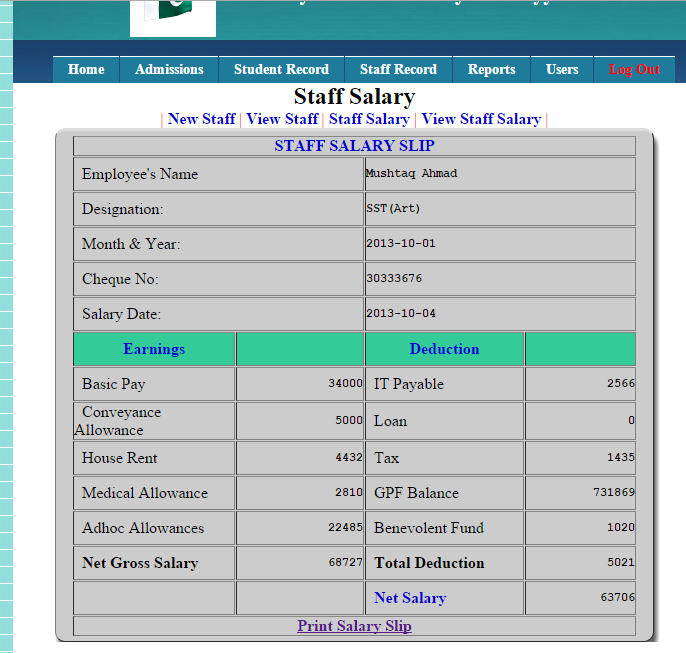 Home Admissions Student Record Staff Record Reports Users Log Out
Staff Salary
| New Staff | View Staff | Staff Salary | View Staff Salary |
STAFF SALARY SLIP
Employee's Name Mushtaq Ahmad
Designation: SST(Art)
Month & Year: 2013-10-01
Cheque No: 30333676
Salary Date: 2013-10-04
Earnings Deduction
Basic Pay 34000 IT Payable 2566
Conveyance
Allowance 5000 Loan 0
House Rent 4432 Tax 1435
Medical Allowance 2810 GPF Balance 731869
Adhoc Allowances 22485 Benevolent Fund 1020
Net Gross Salary 68727 Total Deduction 5021
Net Salary 63706
Print Salary Slip